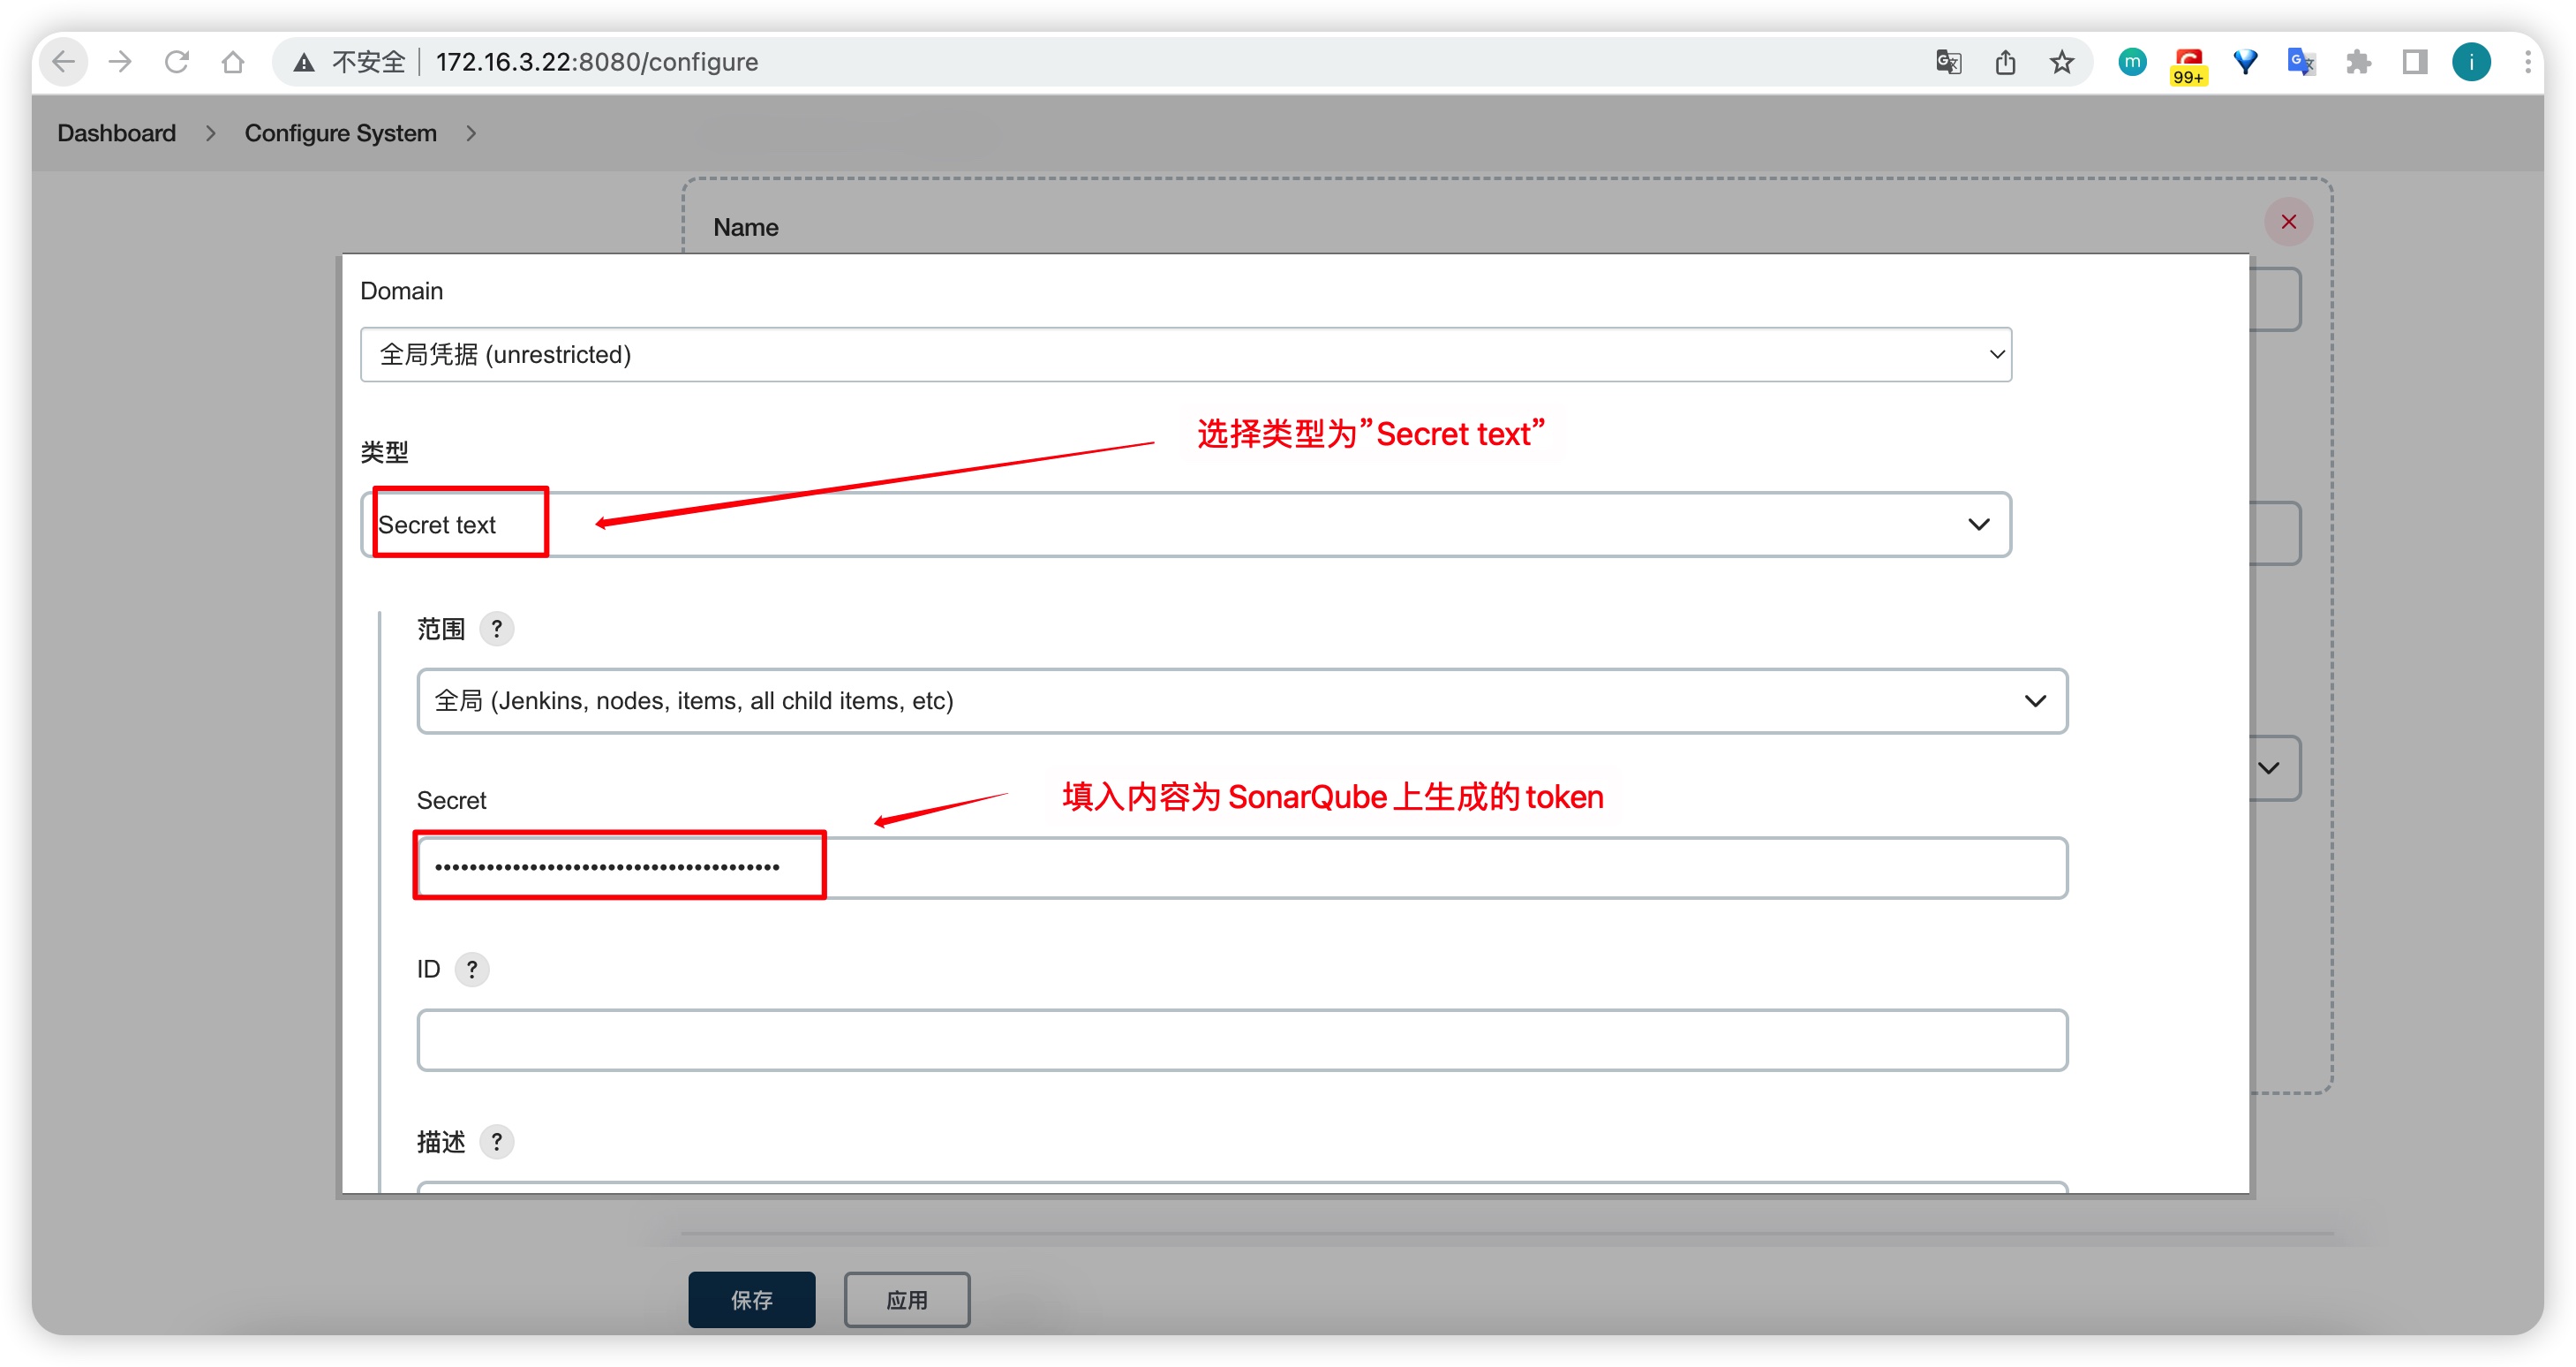 不安全 172.16.3.22:8080/configure
m
99+
i
Dashboard > Configure System >
Name
Domain
全局凭据 (unrestricted)
选择类型为”Secret text”
类型
Secret text
范围 ?
全局 (Jenkins, nodes, items, all child items, etc)
填入内容为 SonarQube 上生成的 token
Secret
••••••••••••••••••••••••••••••••••••••••
ID ?
描述 ?
保存 应用